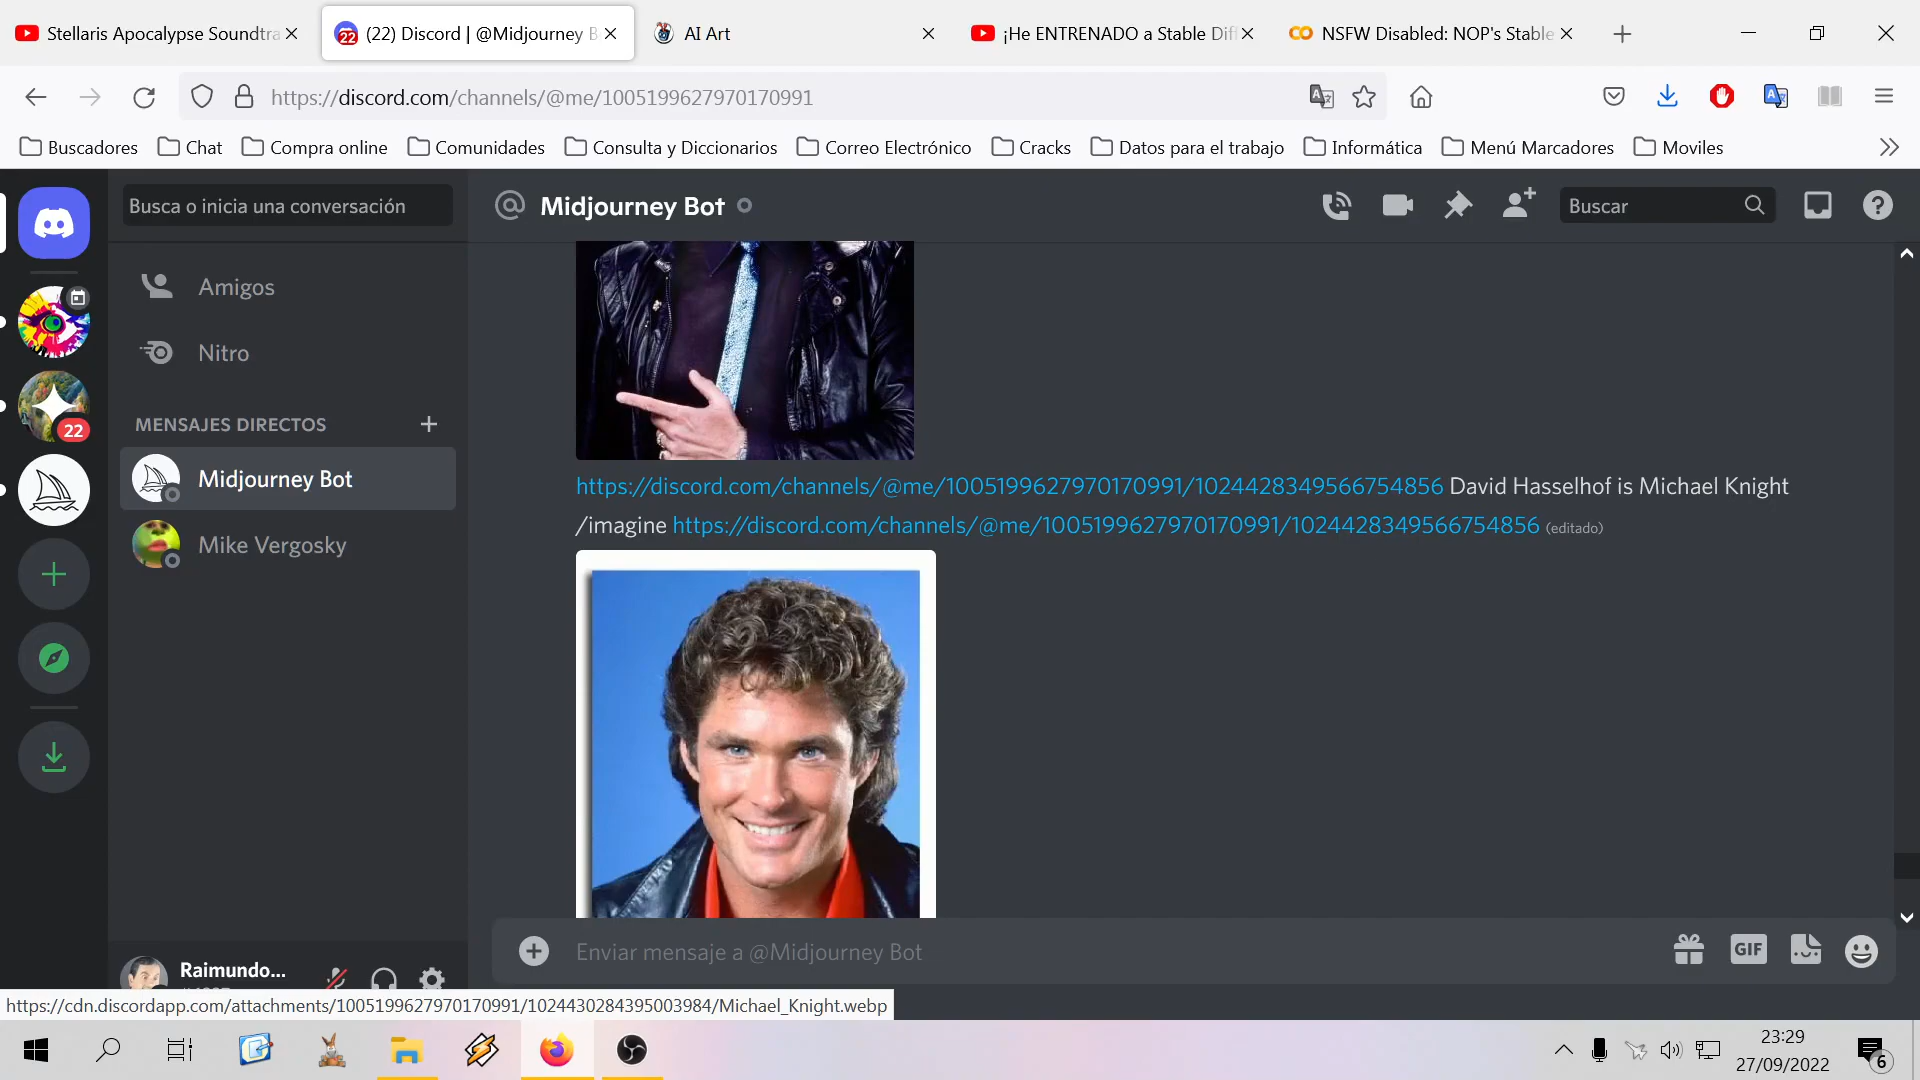 Stellaris Apocalypse Soundtra
(22) Discord | @Midjourney B
AI Art
¡He ENTRENADO a Stable Dif
NSFW Disabled: NOP's Stable
https://discord.com/channels/@me/1005199627970170991
Buscadores
Chat
Compra online
Comunidades
Consulta y Diccionarios
Correo Electrónico
Cracks
Datos para el trabajo
Informática
Menú Marcadores
Moviles
Busca o inicia una conversación
Midjourney Bot
Buscar
Amigos
Nitro
22
MENSAJES DIRECTOS
Midjourney Bot
Mike Vergosky
https://discord.com/channels/@me/1005199627970170991/1024428349566754856 David Hasselhof is Michael Knight
/imagine https://discord.com/channels/@me/1005199627970170991/1024428349566754856 (editado)
Enviar mensaje a @Midjourney Bot
GIF
Raimundo...
https://cdn.discordapp.com/attachments/1005199627970170991/1024430284395003984/Michael_Knight.webp
23:29
27/09/2022
6